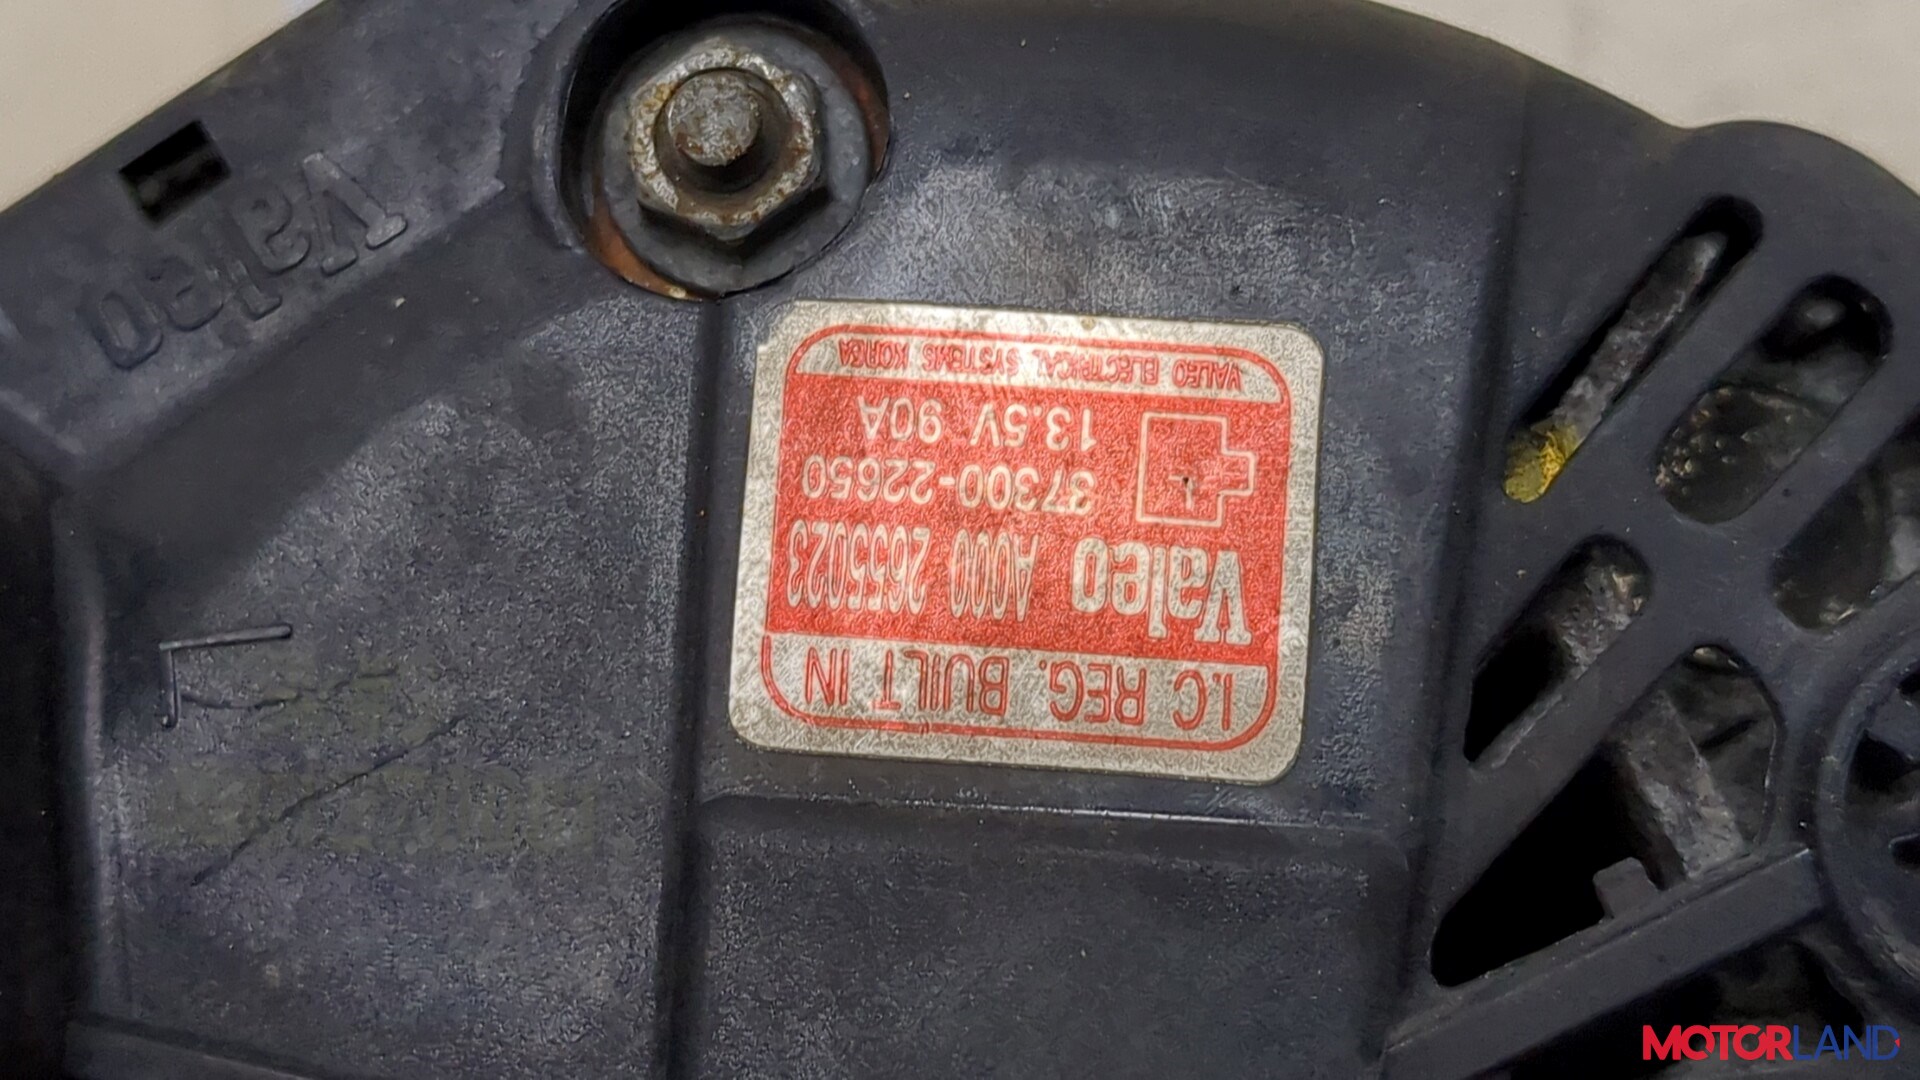 I.C REG. BUILT IN
Valeo A000 2655023
37300-22650
13.5V 90A
L
VALEO ELECTRICAL SYSTEMS KOREA
Valeo
MOTORLAND